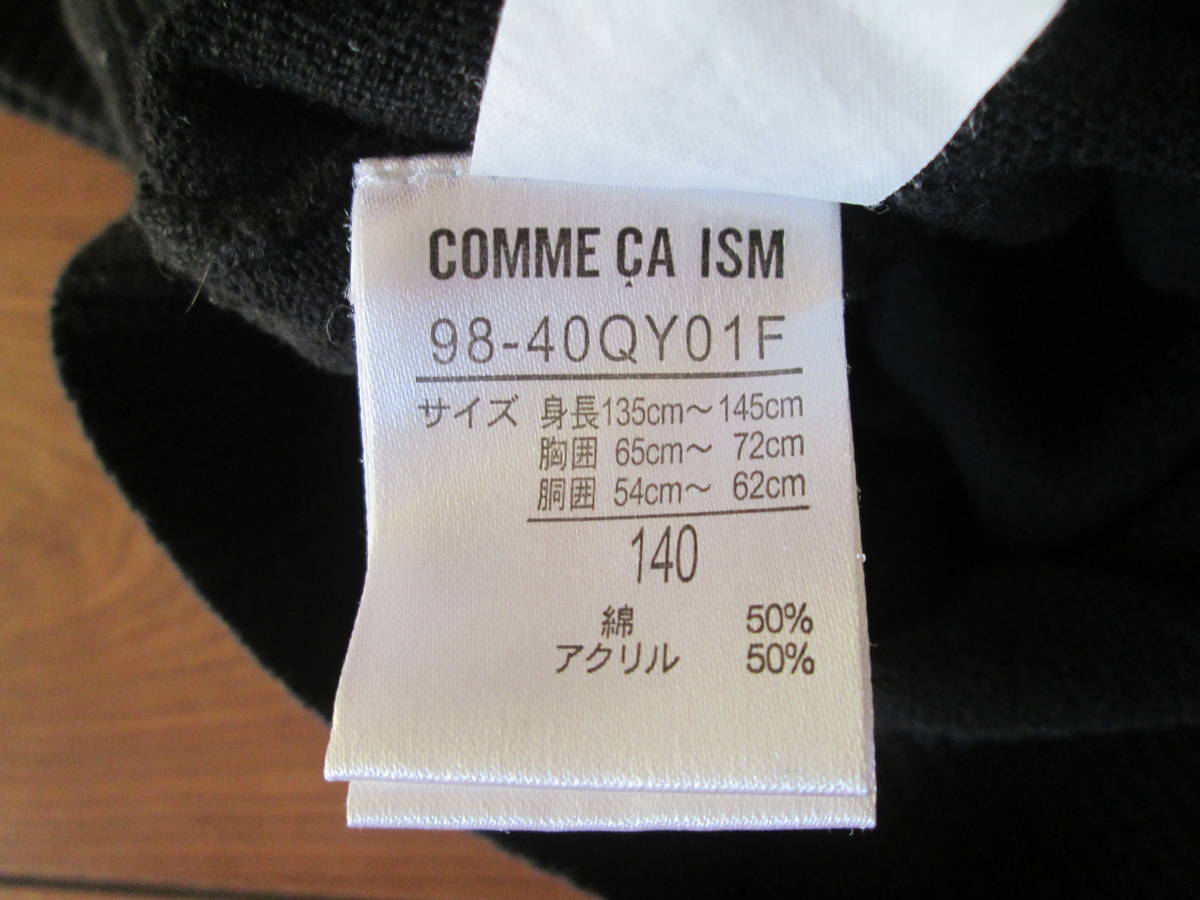 COMME ÇA ISM
98-40QY01F
サイズ 身長135cm～145cm
胸囲 65cm～ 72cm
胴囲 54cm～ 62cm
140
綿 50%
アクリル 50%